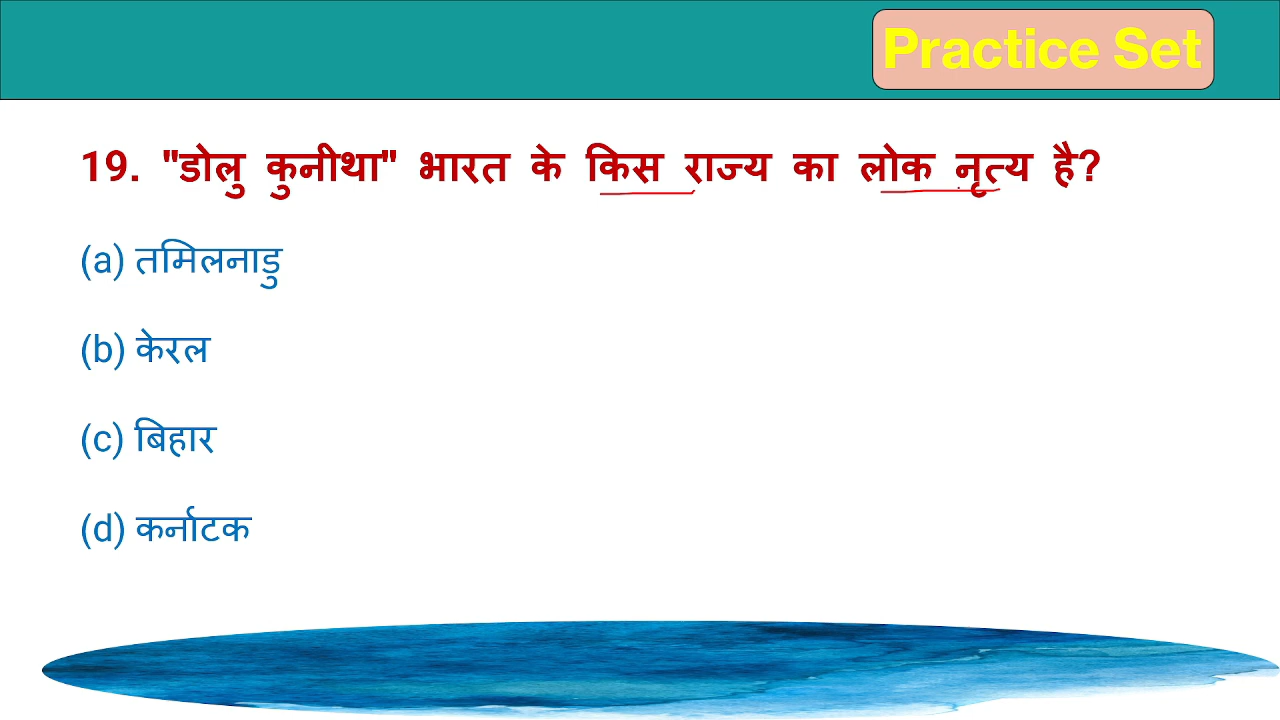 Practice Set
19. "डोलु कुनीथा" भारत के किस राज्य का लोक नृत्य है?
(a) तमिलनाडु
(b) केरल
(c) बिहार
(d) कर्नाटक